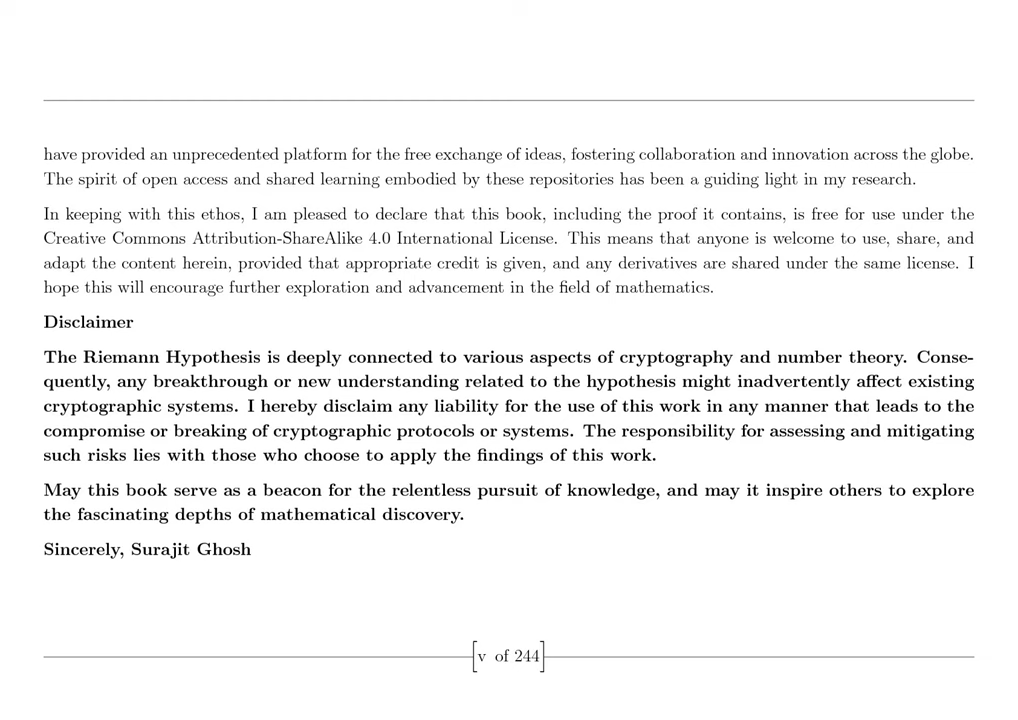 have provided an unprecedented platform for the free exchange of ideas, fostering collaboration and innovation across the globe.
The spirit of open access and shared learning embodied by these repositories has been a guiding light in my research.
In keeping with this ethos, I am pleased to declare that this book, including the proof it contains, is free for use under the
Creative Commons Attribution-ShareAlike 4.0 International License. This means that anyone is welcome to use, share, and
adapt the content herein, provided that appropriate credit is given, and any derivatives are shared under the same license. I
hope this will encourage further exploration and advancement in the field of mathematics.
Disclaimer
The Riemann Hypothesis is deeply connected to various aspects of cryptography and number theory. Conse-
quently, any breakthrough or new understanding related to the hypothesis might inadvertently affect existing
cryptographic systems. I hereby disclaim any liability for the use of this work in any manner that leads to the
compromise or breaking of cryptographic protocols or systems. The responsibility for assessing and mitigating
such risks lies with those who choose to apply the findings of this work.
May this book serve as a beacon for the relentless pursuit of knowledge, and may it inspire others to explore
the fascinating depths of mathematical discovery.
Sincerely, Surajit Ghosh
[v of 244]